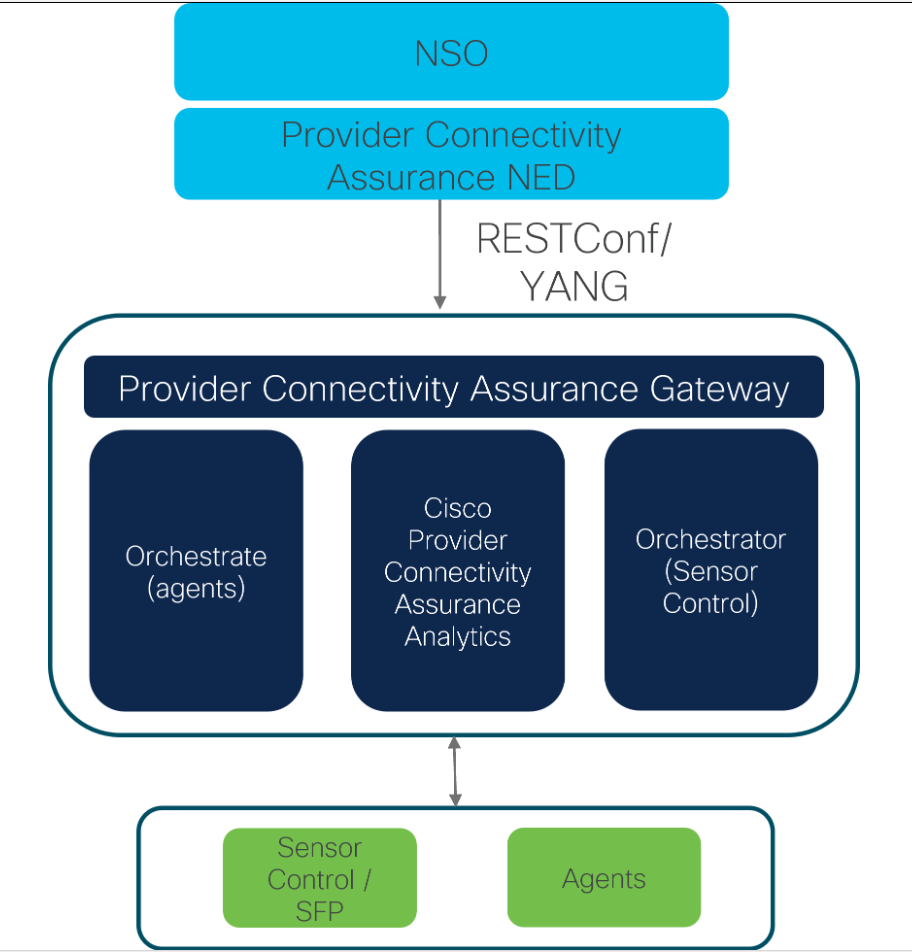 NSO
Provider Connectivity
Assurance NED
RESTConf/
YANG
Provider Connectivity Assurance Gateway
Orchestrate
(agents)
Cisco
Provider
Connectivity
Assurance
Analytics
Orchestrator
(Sensor
Control)
Sensor
Control /
SFP
Agents